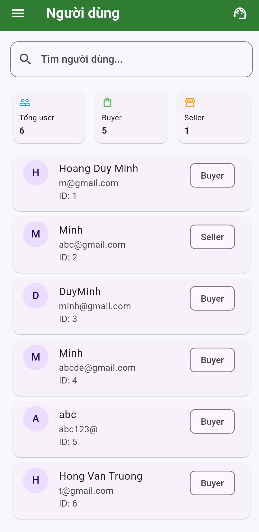 Người dùng
Tìm người dùng...
Tổng user
6
Buyer
5
Seller
1
H
Hoang Duy Minh
m@gmail.com
ID: 1
Buyer
M
Minh
abc@gmail.com
ID: 2
Seller
D
DuyMinh
minh@gmail.com
ID: 3
Buyer
M
Minh
abcde@gmail.com
ID: 4
Buyer
A
abc
abc123@
ID: 5
Buyer
H
Hong Van Truong
t@gmail.com
ID: 6
Buyer